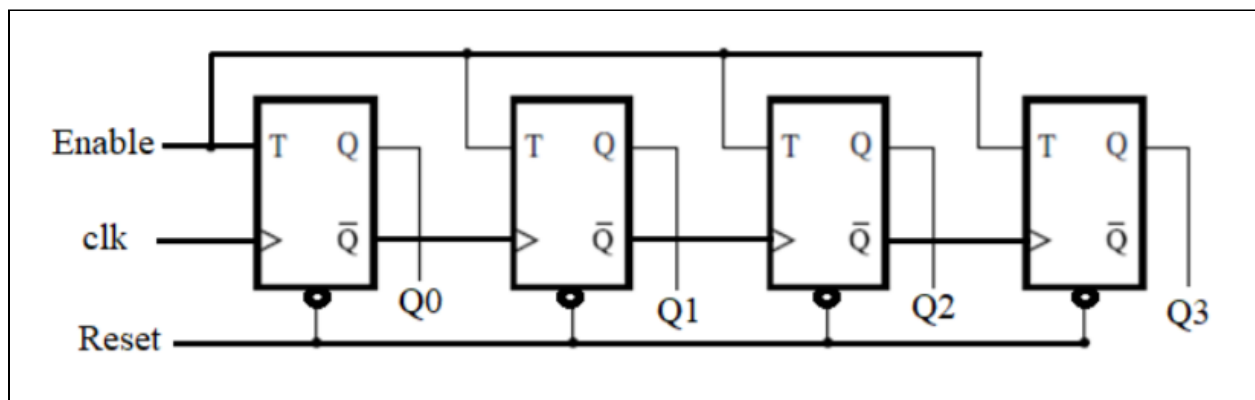 Enable
T Q
T Q
T Q
T Q
clk
Q̅
Q̅
Q̅
Q̅
Q0
Q1
Q2
Q3
Reset